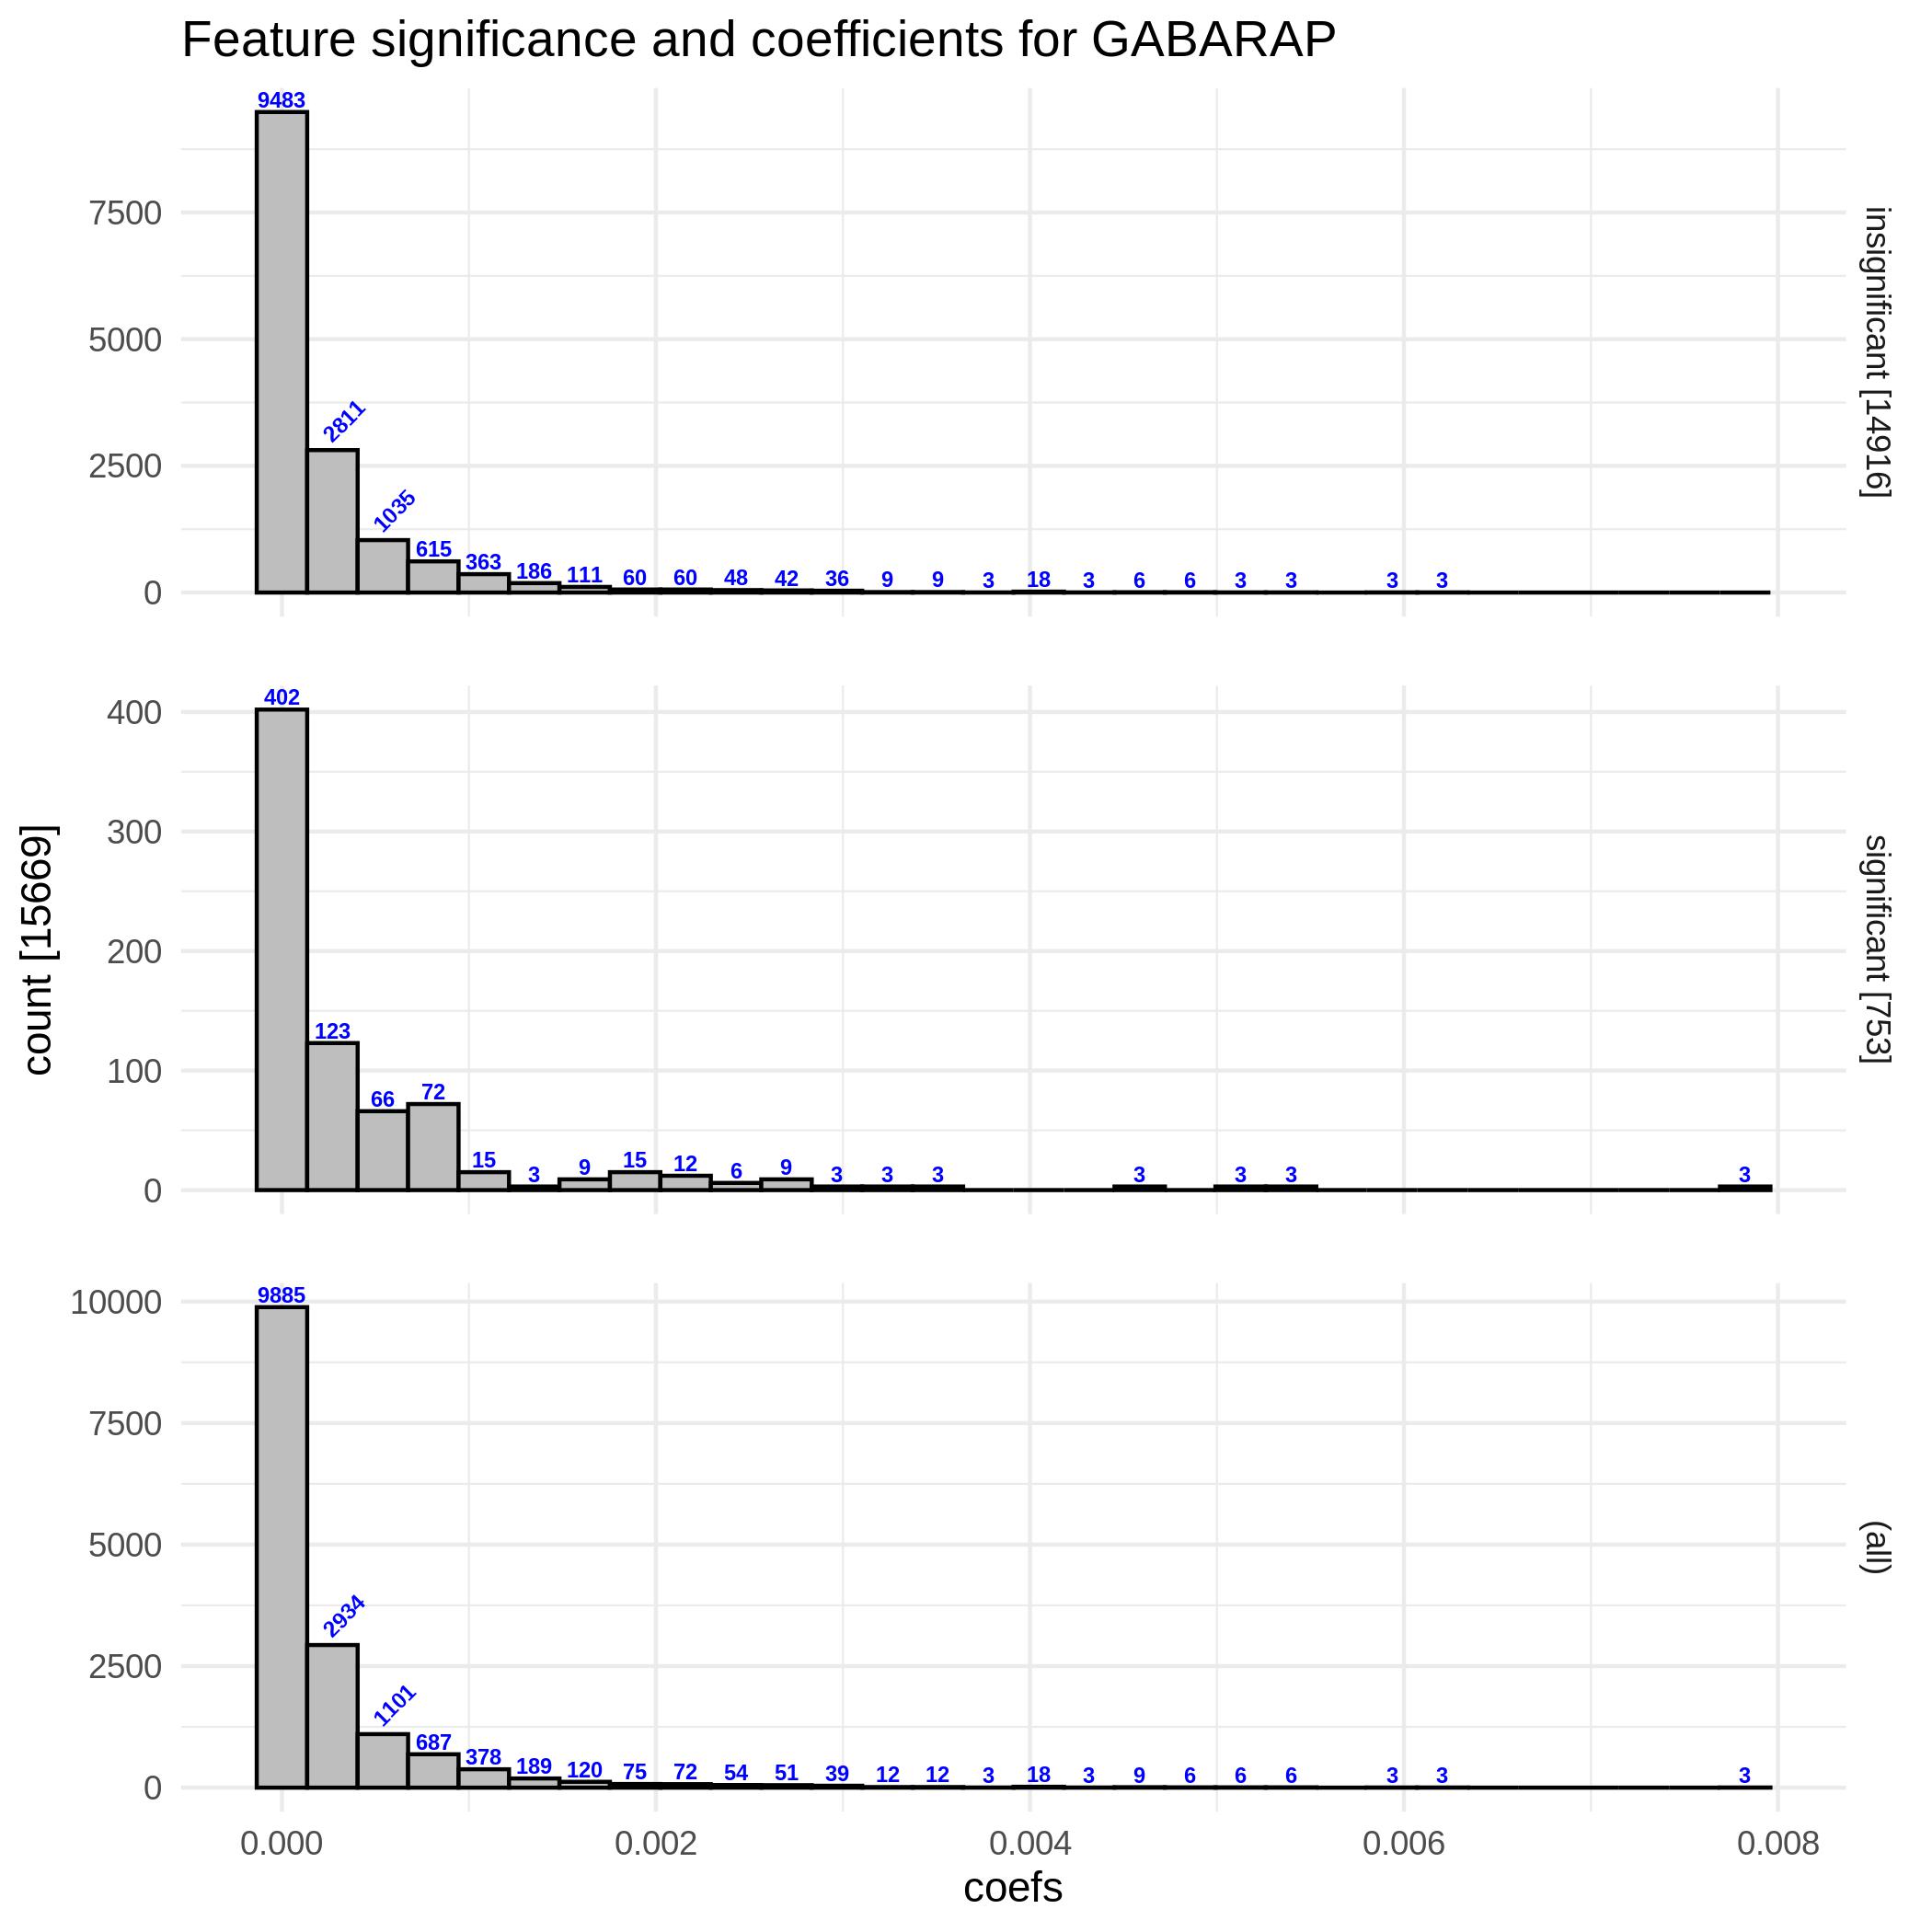 Feature significance and coefficients for GABARAP
9483
7500
5000
2500
0
2811
1035
615 363 186 111 60 60 48 42 36 9 9 3 18 3 6 6 3 3 3 3
insignificant [14916]
count [15669]
402
400
300
200
100
0
123
66
72
15 3 9 15 12 6 9 3 3 3 3 3 3 3
significant [753]
9885
10000
7500
5000
2500
0
2934
1101
687 378 189 120 75 72 54 51 39 12 12 3 18 3 9 6 6 6 3 3 3
(all)
0.000 0.002 0.004 0.006 0.008
coefs